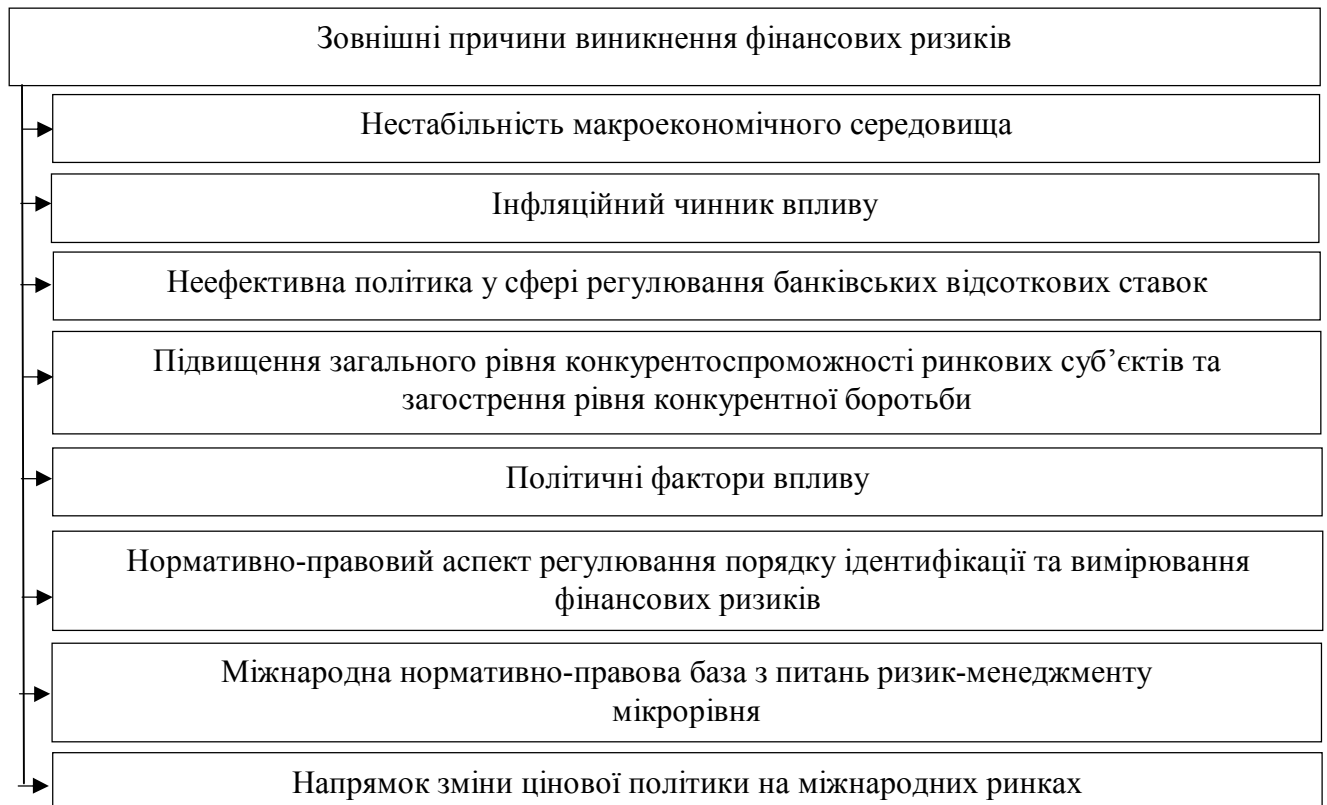 Зовнішні причини виникнення фінансових ризиків
Нестабільність макроекономічного середовища
Інфляційний чинник впливу
Неефективна політика у сфері регулювання банківських відсоткових ставок
Підвищення загального рівня конкурентоспроможності ринкових суб’єктів та
загострення рівня конкурентної боротьби
Політичні фактори впливу
Нормативно-правовий аспект регулювання порядку ідентифікації та вимірювання
фінансових ризиків
Міжнародна нормативно-правова база з питань ризик-менеджменту
мікрорівня
Напрямок зміни цінової політики на міжнародних ринках